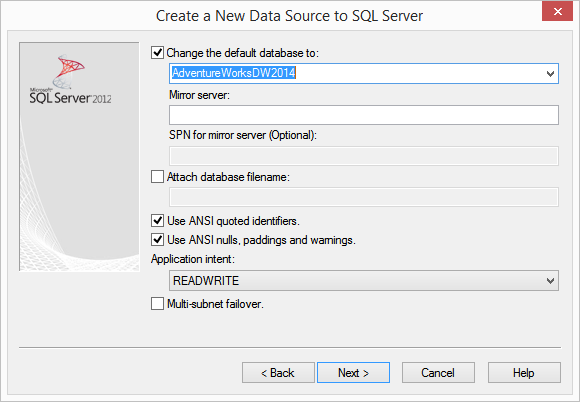 Create a New Data Source to SQL Server
Microsoft
SQL Server 2012
Change the default database to:
AdventureWorksDW2014
Mirror server:
SPN for mirror server (Optional):
Attach database filename:
Use ANSI quoted identifiers.
Use ANSI nulls, paddings and warnings.
Application intent:
READWRITE
Multi-subnet failover.
< Back
Next >
Cancel
Help